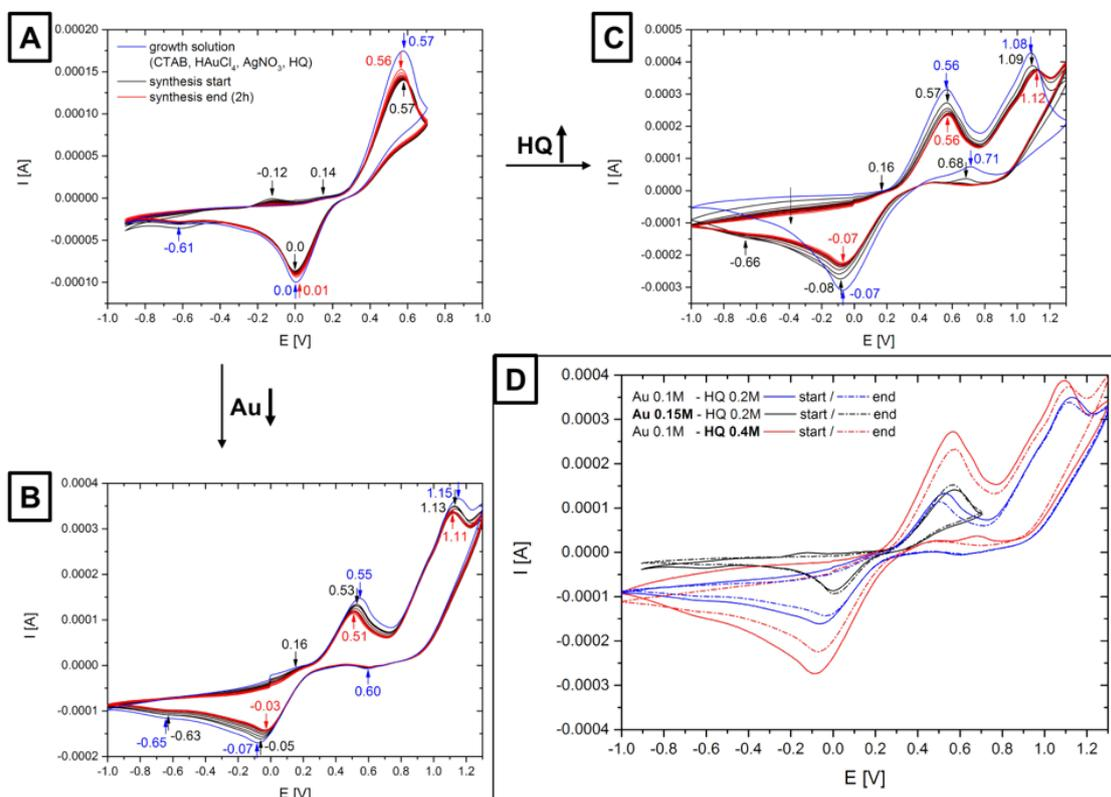 A
0.00020
0.00015
0.00010
0.00005
0.00000
-0.00005
-0.00010
I [A]
growth solution
(CTAB, HAuCl₄, AgNO₃, HQ)
synthesis start
synthesis end (2h)
0.57
0.56
0.57
-0.12
0.14
-0.61
0.0
0.0
0.01
-1.0 -0.8 -0.6 -0.4 -0.2 0.0 0.2 0.4 0.6 0.8 1.0
E [V]
HQ
C
0.0005
0.0004
0.0003
0.0002
0.0001
0.0000
-0.0001
-0.0002
-0.0003
I [A]
1.08
1.09
1.12
0.56
0.57
0.56
0.16
0.68
0.71
-0.66
-0.07
-0.08
-0.07
-1.0 -0.8 -0.6 -0.4 -0.2 0.0 0.2 0.4 0.6 0.8 1.0 1.2
E [V]
Au
B
0.0004
0.0003
0.0002
0.0001
0.0000
-0.0001
-0.0002
I [A]
1.15
1.13
1.11
0.55
0.53
0.51
0.16
0.60
-0.03
-0.65
-0.63
-0.07
-0.05
-1.0 -0.8 -0.6 -0.4 -0.2 0.0 0.2 0.4 0.6 0.8 1.0 1.2
E [V]
D
0.0004
0.0003
0.0002
0.0001
0.0000
-0.0001
-0.0002
-0.0003
-0.0004
I [A]
Au 0.1M - HQ 0.2M start / end
Au 0.15M - HQ 0.2M start / end
Au 0.1M - HQ 0.4M start / end
-1.0 -0.8 -0.6 -0.4 -0.2 0.0 0.2 0.4 0.6 0.8 1.0 1.2
E [V]